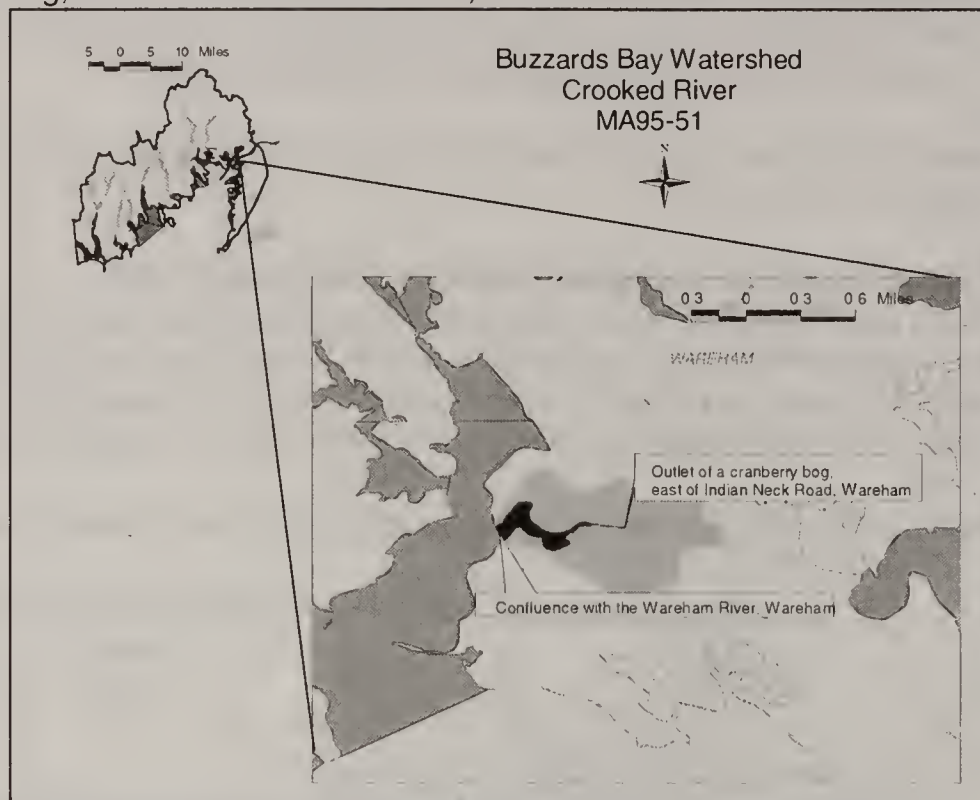 5 0 5 10 Miles
Buzzards Bay Watershed
Crooked River
MA95-51
N
0 3 0 0 3 0 6 Miles
WAREHAM
Outlet of a cranberry bog,
east of Indian Neck Road, Wareham
Confluence with the Wareham River, Wareham